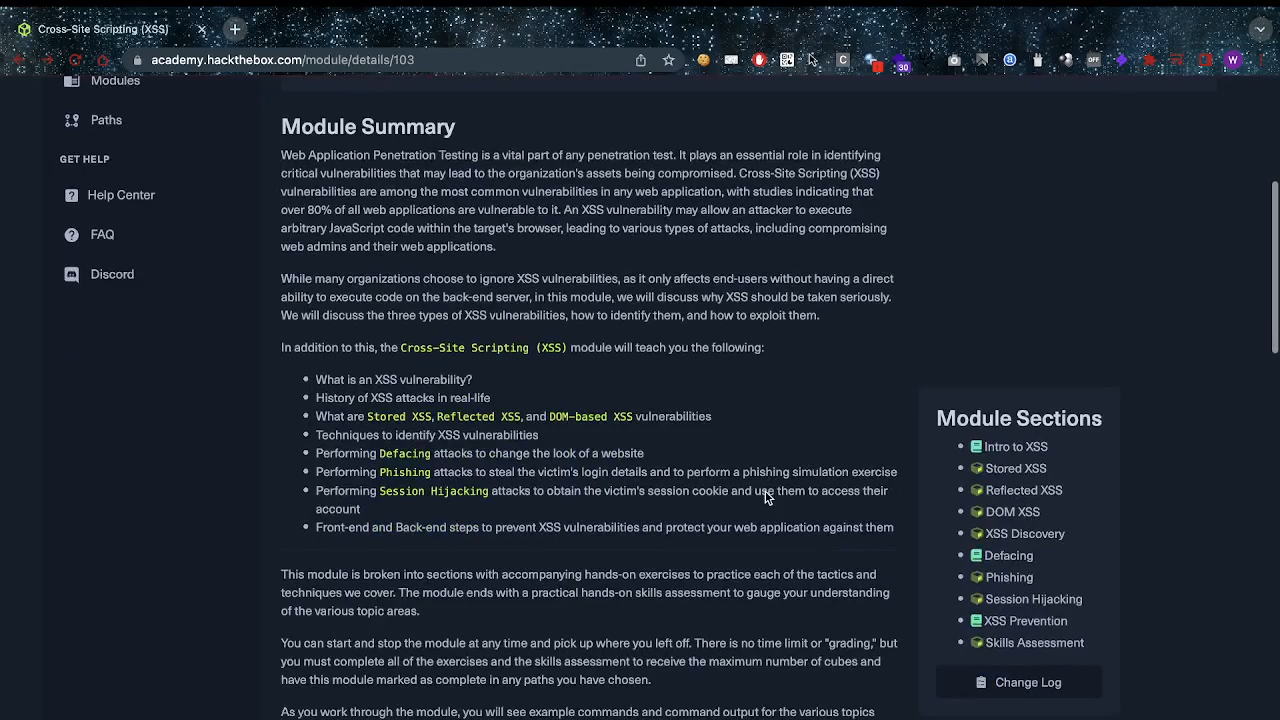 Cross-Site Scripting (XSS)
academy.hackthebox.com/module/details/103
30
OFF
C
W
Modules
Paths
GET HELP
Help Center
FAQ
Discord
Module Summary
Web Application Penetration Testing is a vital part of any penetration test. It plays an essential role in identifying
critical vulnerabilities that may lead to the organization's assets being compromised. Cross-Site Scripting (XSS)
vulnerabilities are among the most common vulnerabilities in any web application, with studies indicating that
over 80% of all web applications are vulnerable to it. An XSS vulnerability may allow an attacker to execute
arbitrary JavaScript code within the target's browser, leading to various types of attacks, including compromising
web admins and their web applications.
While many organizations choose to ignore XSS vulnerabilities, as it only affects end-users without having a direct
ability to execute code on the back-end server, in this module, we will discuss why XSS should be taken seriously.
We will discuss the three types of XSS vulnerabilities, how to identify them, and how to exploit them.
In addition to this, the Cross-Site Scripting (XSS) module will teach you the following:
What is an XSS vulnerability?
History of XSS attacks in real-life
What are Stored XSS, Reflected XSS, and DOM-based XSS vulnerabilities
Techniques to identify XSS vulnerabilities
Performing Defacing attacks to change the look of a website
Performing Phishing attacks to steal the victim's login details and to perform a phishing simulation exercise
Performing Session Hijacking attacks to obtain the victim's session cookie and use them to access their
account
Front-end and Back-end steps to prevent XSS vulnerabilities and protect your web application against them
This module is broken into sections with accompanying hands-on exercises to practice each of the tactics and
techniques we cover. The module ends with a practical hands-on skills assessment to gauge your understanding
of the various topic areas.
You can start and stop the module at any time and pick up where you left off. There is no time limit or "grading," but
you must complete all of the exercises and the skills assessment to receive the maximum number of cubes and
have this module marked as complete in any paths you have chosen.
As you work through the module, you will see example commands and command output for the various topics
Module Sections
Intro to XSS
Stored XSS
Reflected XSS
DOM XSS
XSS Discovery
Defacing
Phishing
Session Hijacking
XSS Prevention
Skills Assessment
Change Log